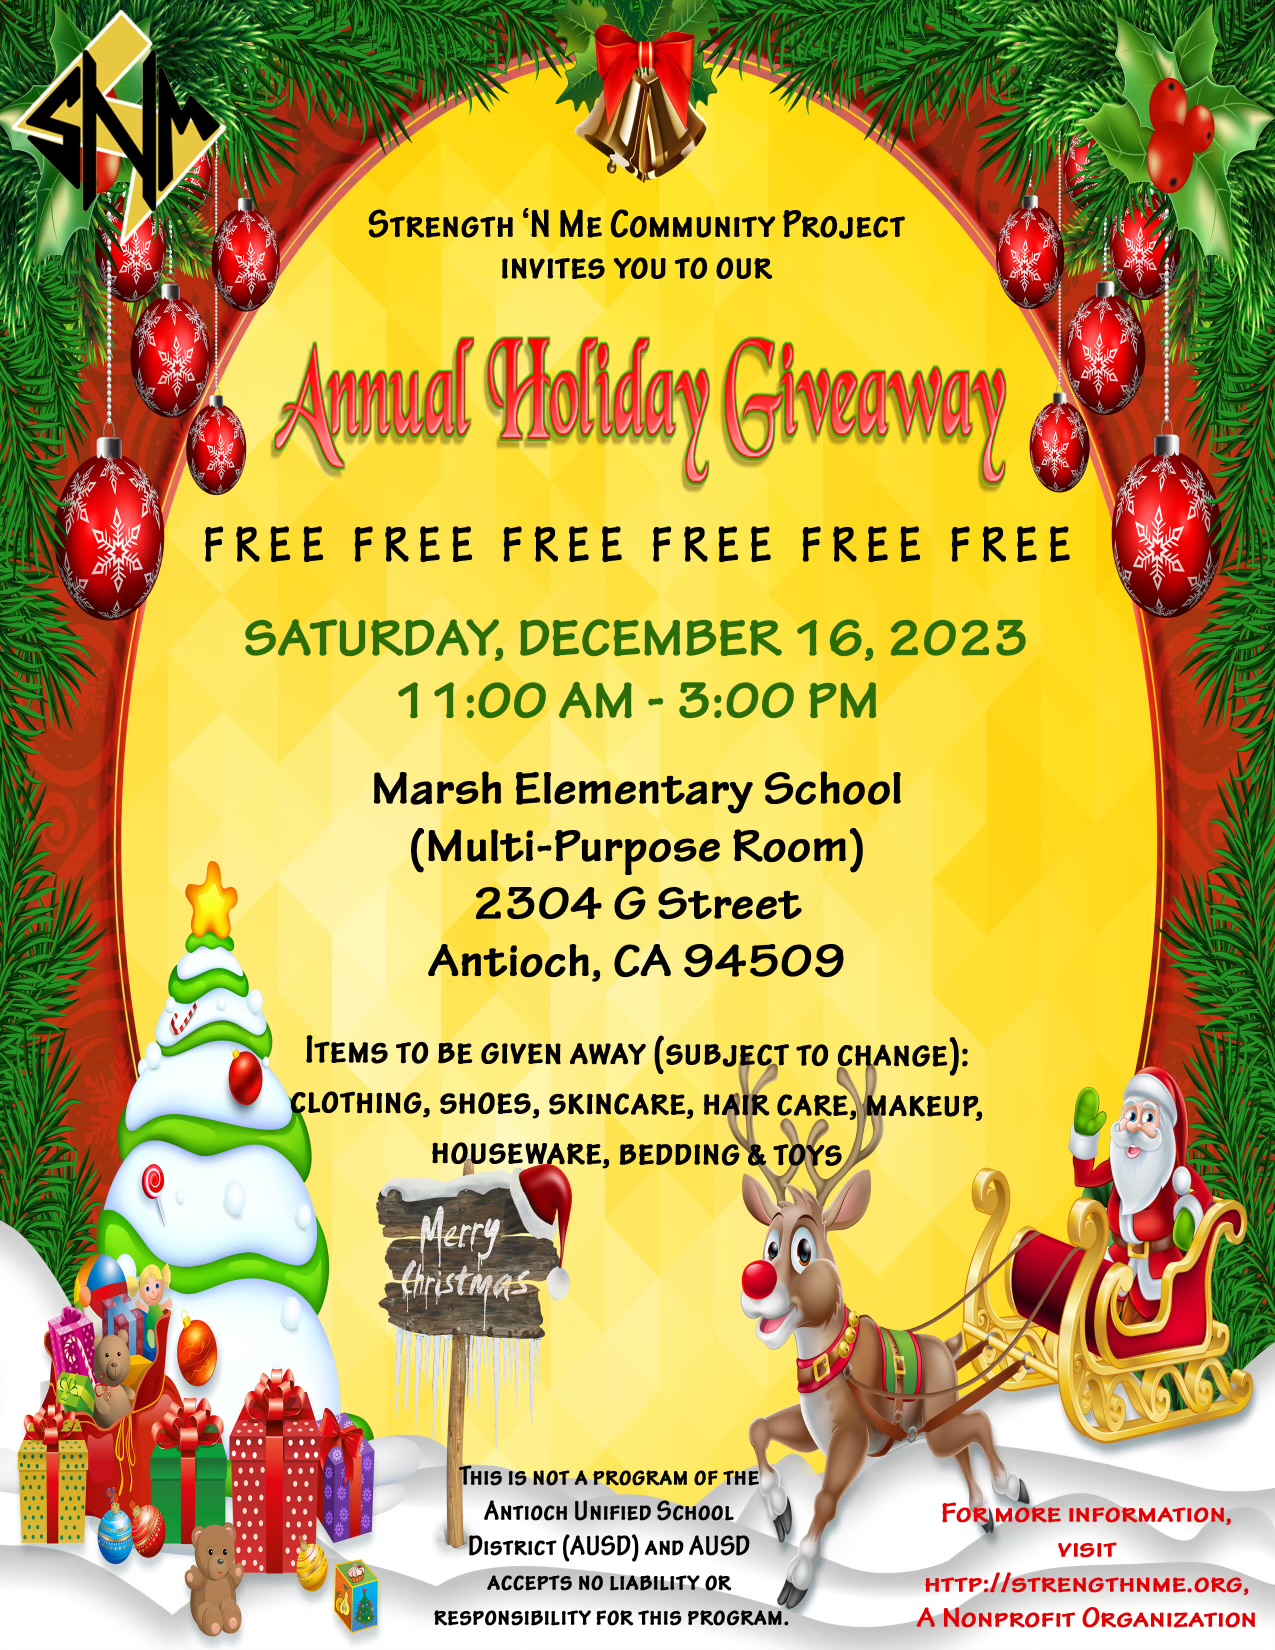 SNM
STRENGTH ‘N ME COMMUNITY PROJECT
INVITES YOU TO OUR
Annual Holiday Giveaway
FREE FREE FREE FREE FREE FREE
SATURDAY, DECEMBER 16, 2023
11:00 AM - 3:00 PM
Marsh Elementary School
(Multi-Purpose Room)
2304 G Street
Antioch, CA 94509
ITEMS TO BE GIVEN AWAY (SUBJECT TO CHANGE):
CLOTHING, SHOES, SKINCARE, HAIR CARE, MAKEUP,
HOUSEWARE, BEDDING & TOYS
Merry
Christmas
THIS IS NOT A PROGRAM OF THE
ANTIOCH UNIFIED SCHOOL
DISTRICT (AUSD) AND AUSD
ACCEPTS NO LIABILITY OR
RESPONSIBILITY FOR THIS PROGRAM.
FOR MORE INFORMATION,
VISIT
HTTP://STRENGTHNME.ORG,
A NONPROFIT ORGANIZATION